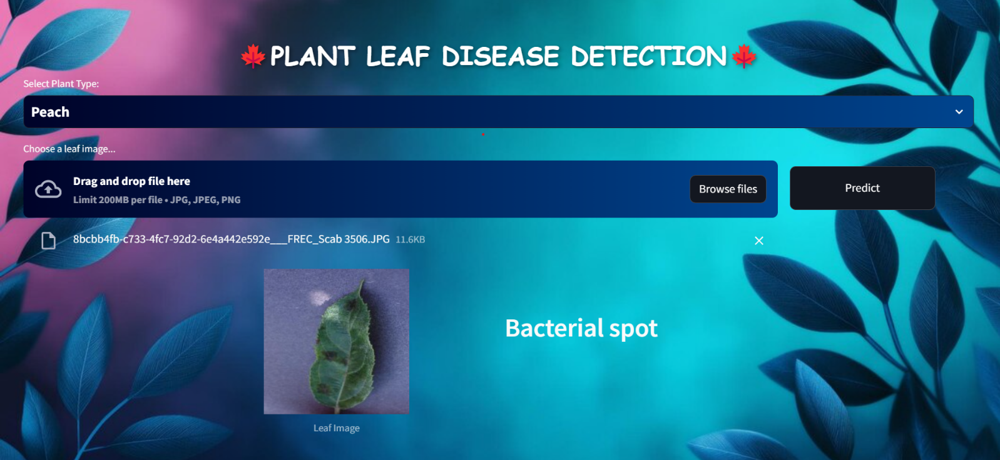 PLANT LEAF DISEASE DETECTION
Select Plant Type:
Peach
Choose a leaf image...
Drag and drop file here
Limit 200MB per file • JPG, JPEG, PNG
Browse files
Predict
8bcbb4fb-c733-4fc7-92d2-6e4a442e592e___FREC_Scab 3506.JPG 11.6KB
Bacterial spot
Leaf Image